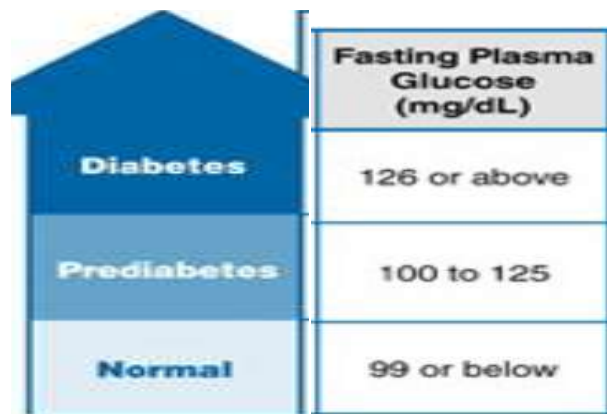 Fasting Plasma
Glucose
(mg/dL)
Diabetes
126 or above
Prediabetes
100 to 125
Normal
99 or below